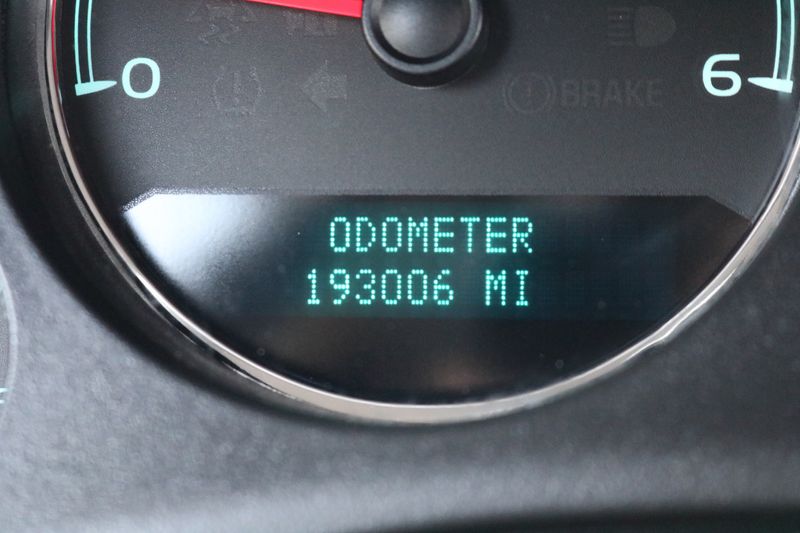 0
6
BRAKE
ODOMETER
193006 MI